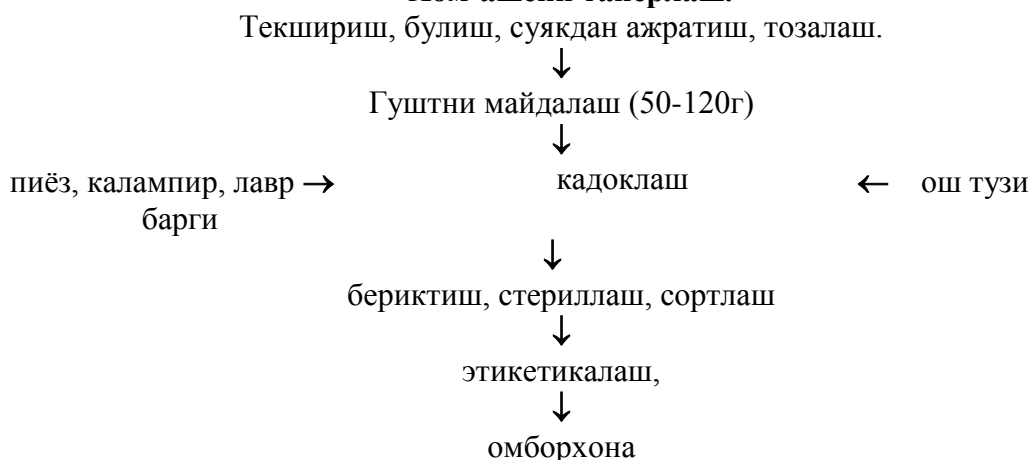 Текшириш, булиш, суякдан ажратиш, тозалаш.
↓
Гуштни майдалаш (50-120г)
↓
пиёз, калампир, лавр → кадоклаш ← ош тузи
барги
↓
бериктиш, стериллаш, сортлаш
↓
этикетикалаш,
↓
омборхона